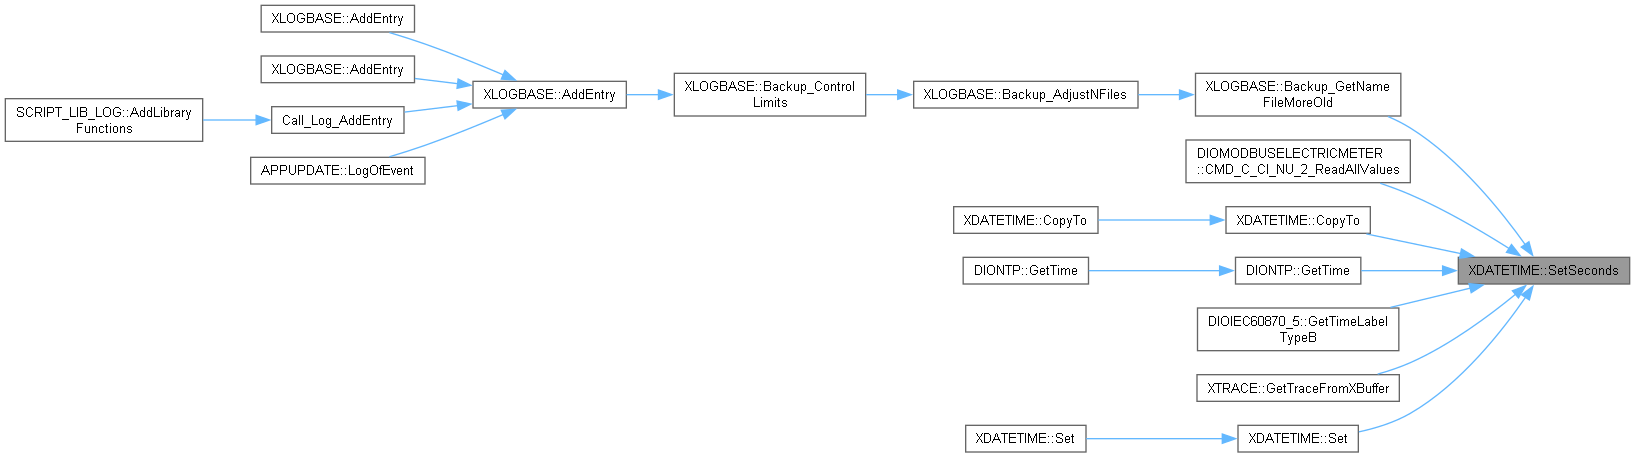 XLOGBASE::AddEntry
XLOGBASE::AddEntry
SCRIPT_LIB_LOG::AddLibrary
Functions
Call_Log_AddEntry
APPUPDATE::LogOfEvent
XLOGBASE::AddEntry
XLOGBASE::Backup_Control
Limits
XLOGBASE::Backup_AdjustNFiles
XLOGBASE::Backup_GetName
FileMoreOld
DIOMODBUSELECTRICMETER
::CMD_C_CI_NU_2_ReadAllValues
XDATETIME::CopyTo
XDATETIME::CopyTo
DIONTP::GetTime
DIONTP::GetTime
XDATETIME::SetSeconds
DIOIEC60870_5::GetTimeLabel
TypeB
XTRACE::GetTraceFromXBuffer
XDATETIME::Set
XDATETIME::Set